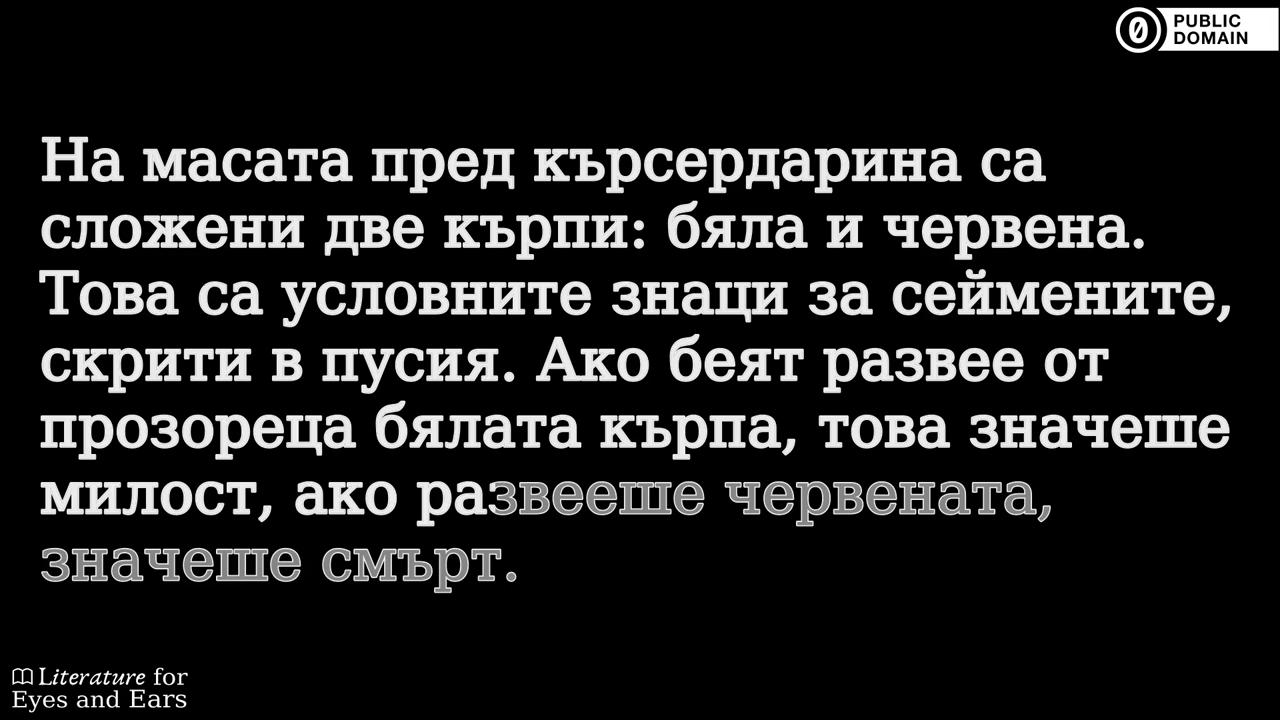 PUBLIC
DOMAIN
На масата пред кърсердарина са
сложени две кърпи: бяла и червена.
Това са условните знаци за сеймените,
скрити в пусия. Ако беят развее от
прозореца бялата кърпа, това значеше
милост, ако развееше червената,
значеше смърт.
Literature for
Eyes and Ears